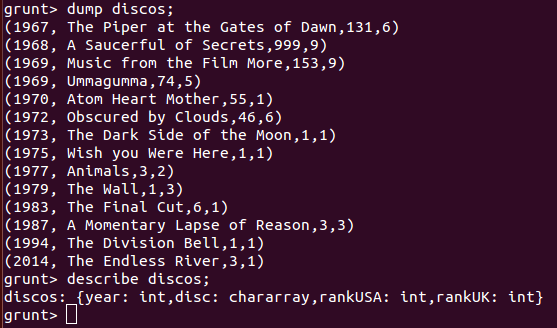 grunt> dump discos;
(1967, The Piper at the Gates of Dawn,131,6)
(1968, A Saucerful of Secrets,999,9)
(1969, Music from the Film More,153,9)
(1969, Ummagumma,74,5)
(1970, Atom Heart Mother,55,1)
(1972, Obscured by Clouds,46,6)
(1973, The Dark Side of the Moon,1,1)
(1975, Wish you Were Here,1,1)
(1977, Animals,3,2)
(1979, The Wall,1,3)
(1983, The Final Cut,6,1)
(1987, A Momentary Lapse of Reason,3,3)
(1994, The Division Bell,1,1)
(2014, The Endless River,3,1)
grunt> describe discos;
discos: {year: int,disc: chararray,rankUSA: int,rankUK: int}
grunt>